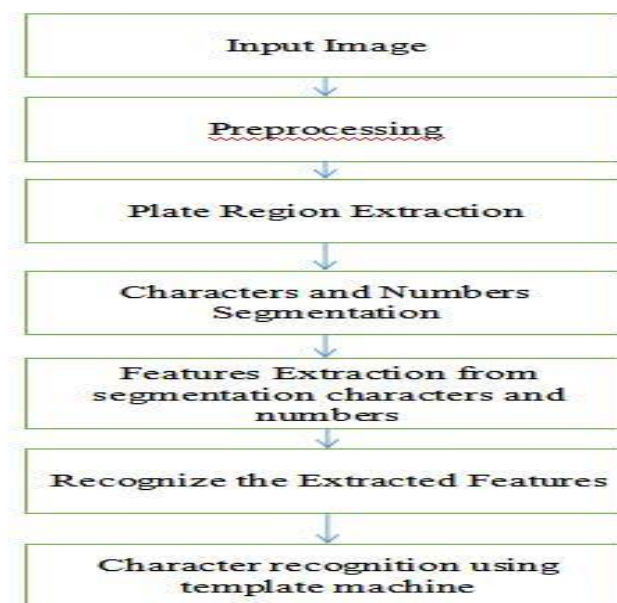 Input Image
Preprocessing
Plate Region Extraction
Characters and Numbers
Segmentation
Features Extraction from
segmentation characters and
numbers
Recognize the Extracted Features
Character recognition using
template machine